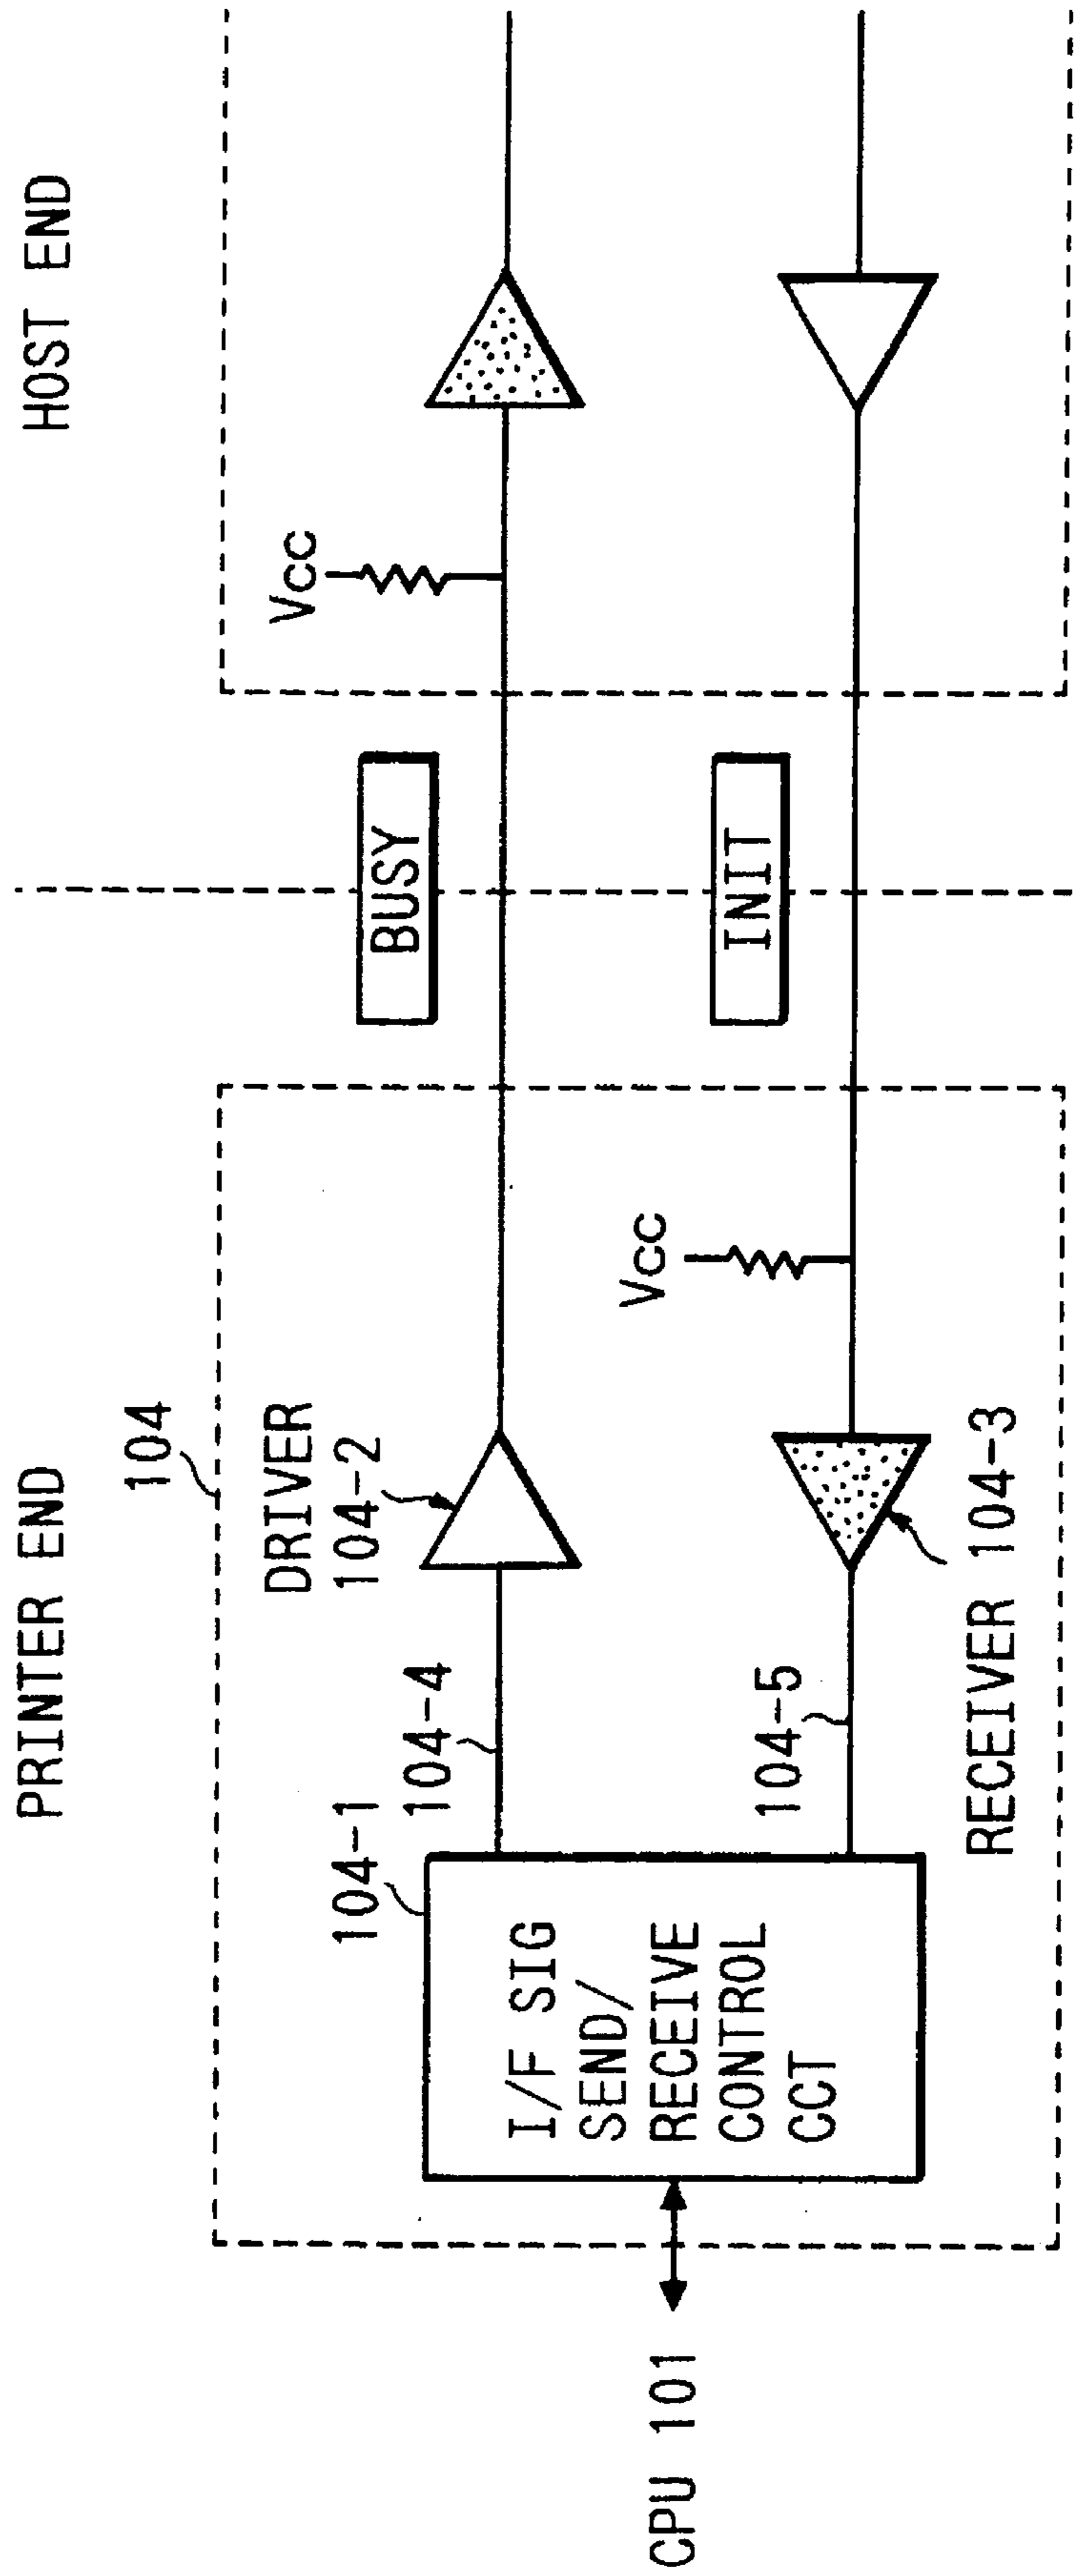 PRINTER END
HOST END
104
DRIVER
104-2
Vcc
BUSY
104-1
104-4
I/F SIG
SEND/
RECEIVE
CONTROL
CCT
CPU 101
Vcc
INIT
104-5
RECEIVER 104-3